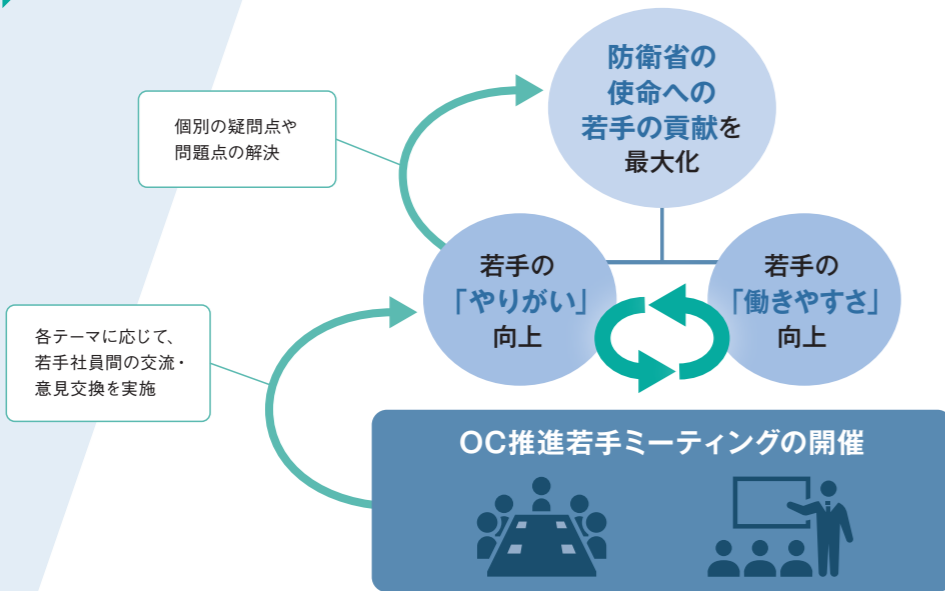 防衛省の
使命への
若手の貢献を
最大化
個別の疑問点や
問題点の解決
若手の
「やりがい」
向上
若手の
「働きやすさ」
向上
各テーマに応じて、
若手社員間の交流・
意見交換を実施
OC推進若手ミーティングの開催